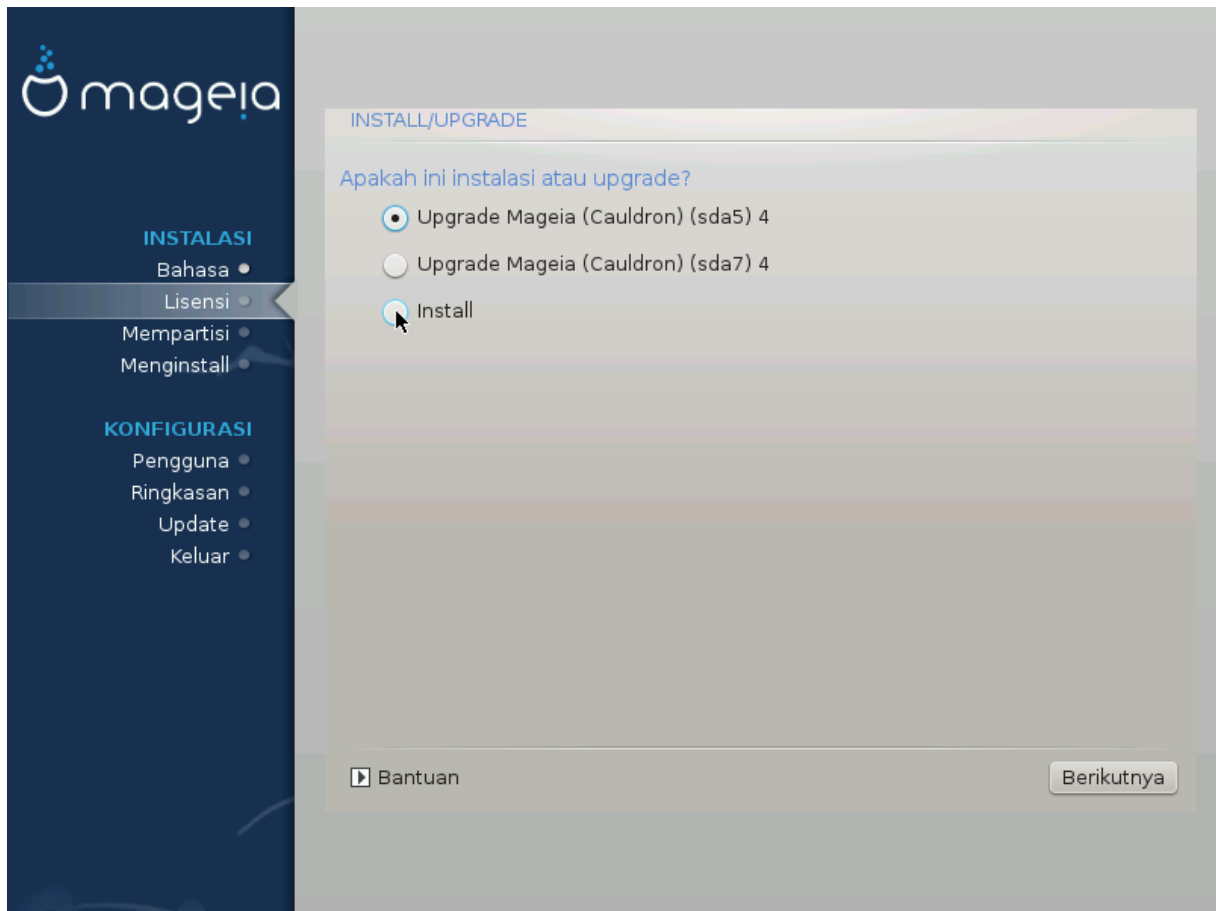 mageia
INSTALASI
Bahasa
Lisensi
Mempartisi
Menginstall
KONFIGURASI
Pengguna
Ringkasan
Update
Keluar
INSTALL/UPGRADE
Apakah ini instalasi atau upgrade?
Upgrade Mageia (Cauldron) (sda5) 4
Upgrade Mageia (Cauldron) (sda7) 4
Install
Bantuan
Berikutnya